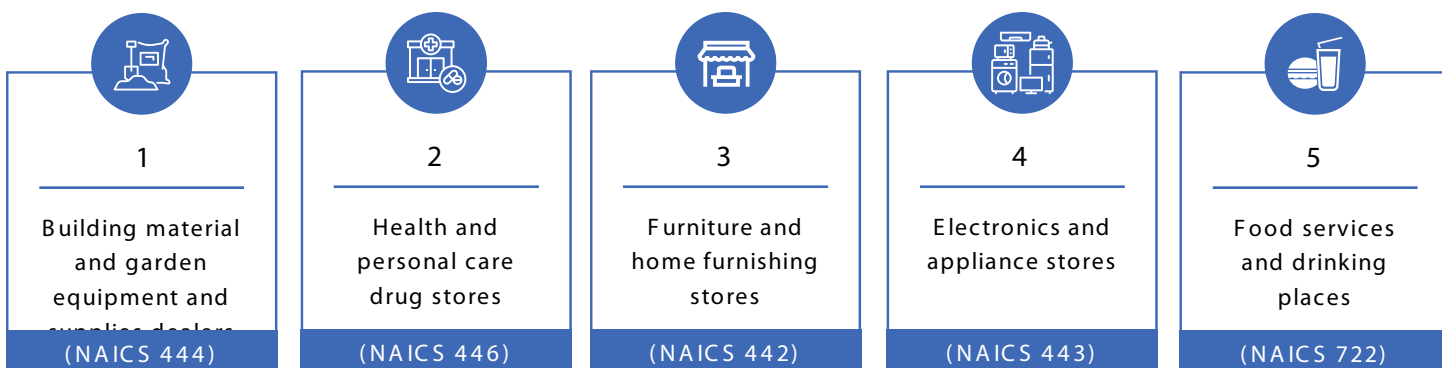 1
Building material
and garden
equipment and
supplies dealers
(NAICS 444)
2
Health and
personal care
drug stores
(NAICS 446)
3
Furniture and
home furnishing
stores
(NAICS 442)
4
Electronics and
appliance stores
(NAICS 443)
5
Food services
and drinking
places
(NAICS 722)